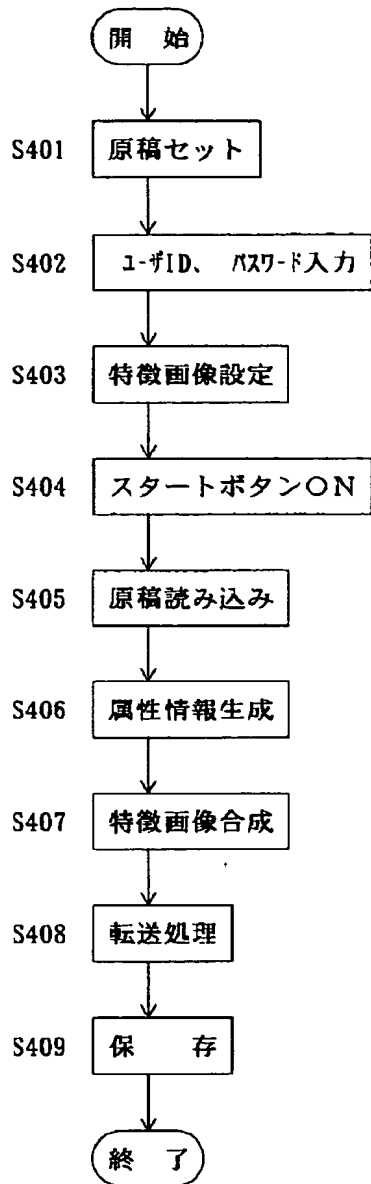 開 始
S401 原稿セット
S402 ユーザID、 パスワード入力
S403 特徴画像設定
S404 スタートボタンON
S405 原稿読み込み
S406 属性情報生成
S407 特徴画像合成
S408 転送処理
S409 保 存
終 了